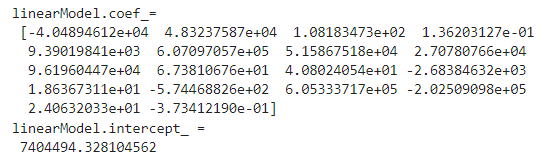 linearModel.coef_=
[-4.04894612e+04 4.83237587e+04 1.08183473e+02 1.36203127e-01
9.39019841e+03 6.07097057e+05 5.15867518e+04 2.70780766e+04
9.61960447e+04 6.73810676e+01 4.08024054e+01 -2.68384632e+03
1.86367311e+01 -5.74468826e+02 6.05333717e+05 -2.02509098e+05
2.40632033e+01 -3.73412190e-01]
linearModel.intercept_ =
7404494.328104562